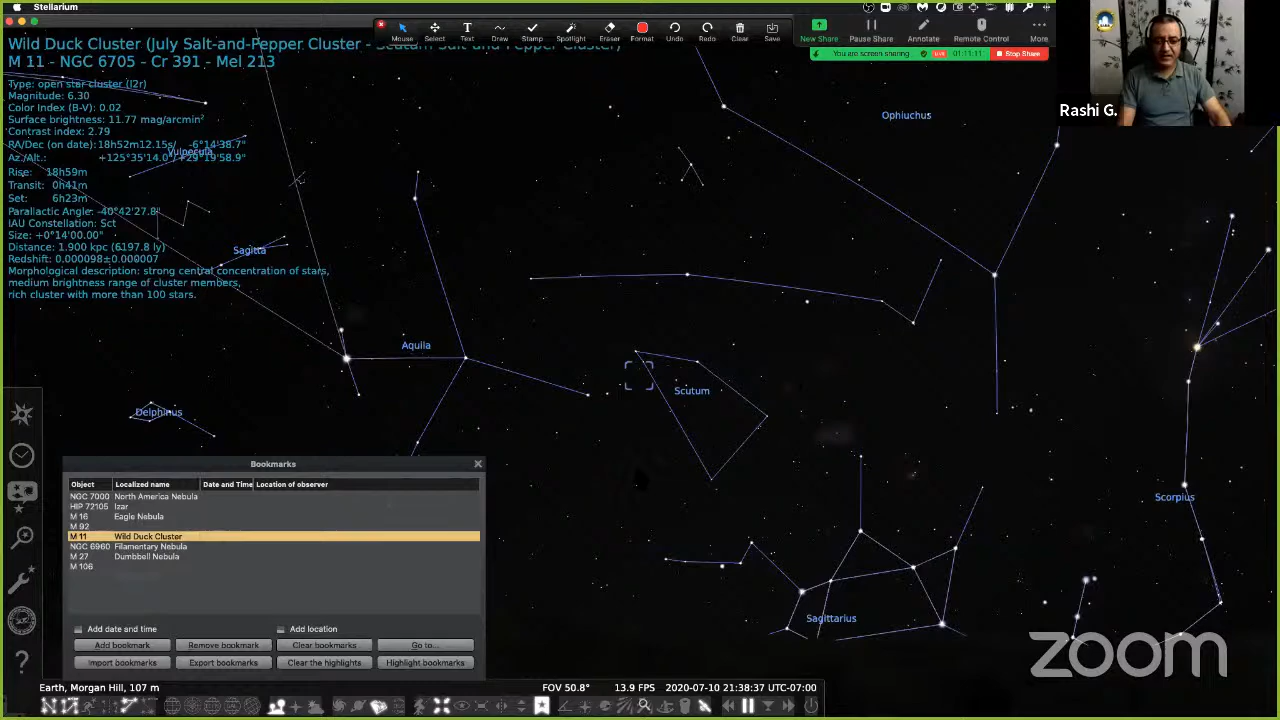 Stellarium
Mouse Select Text Draw Stamp Spotlight Eraser Format Undo Redo Clear Save
New Share Pause Share Annotate Remote Control More
You are screen sharing LIVE 01:11:11 Stop Share
Rashi G.
Wild Duck Cluster (July Salt-and-Pepper Cluster - Scutum Salt-and-Pepper Cluster)
M 11 - NGC 6705 - Cr 391 - Mel 213
Type: open star cluster (I2r)
Magnitude: 6.30
Color Index (B-V): 0.02
Surface brightness: 11.77 mag/arcmin²
Contrast index: 2.79
RA/Dec (on date): 18h52m12.15s/ -6°14'38.7"
Az/Alt.: +125°35'14.0"/+29°19'58.9"
Rise: 18h59m
Transit: 0h41m
Set: 6h23m
Parallactic Angle: -40°42'27.8"
IAU Constellation: Sct
Size: +0°14'00.00"
Distance: 1.900 kpc (6197.8 ly)
Redshift: 0.000098±0.000007
Morphological description: strong central concentration of stars,
medium brightness range of cluster members,
rich cluster with more than 100 stars.
Vulpecula
Sagitta
Ophiuchus
Aquila
Scutum
Delphinus
Scorpius
Sagittarius
Bookmarks
Object Localized name Date and Time Location of observer
NGC 7000 North America Nebula
HIP 72105 Izar
M 16 Eagle Nebula
M 92
M 11 Wild Duck Cluster
NGC 6960 Filamentary Nebula
M 27 Dumbbell Nebula
M 106
Add date and time Add location
Add bookmark Remove bookmark Clear bookmarks Go to...
Import bookmarks Export bookmarks Clear the highlights Highlight bookmarks
zoom
Earth, Morgan Hill, 107 m FOV 50.8° 13.9 FPS 2020-07-10 21:38:37 UTC-07:00